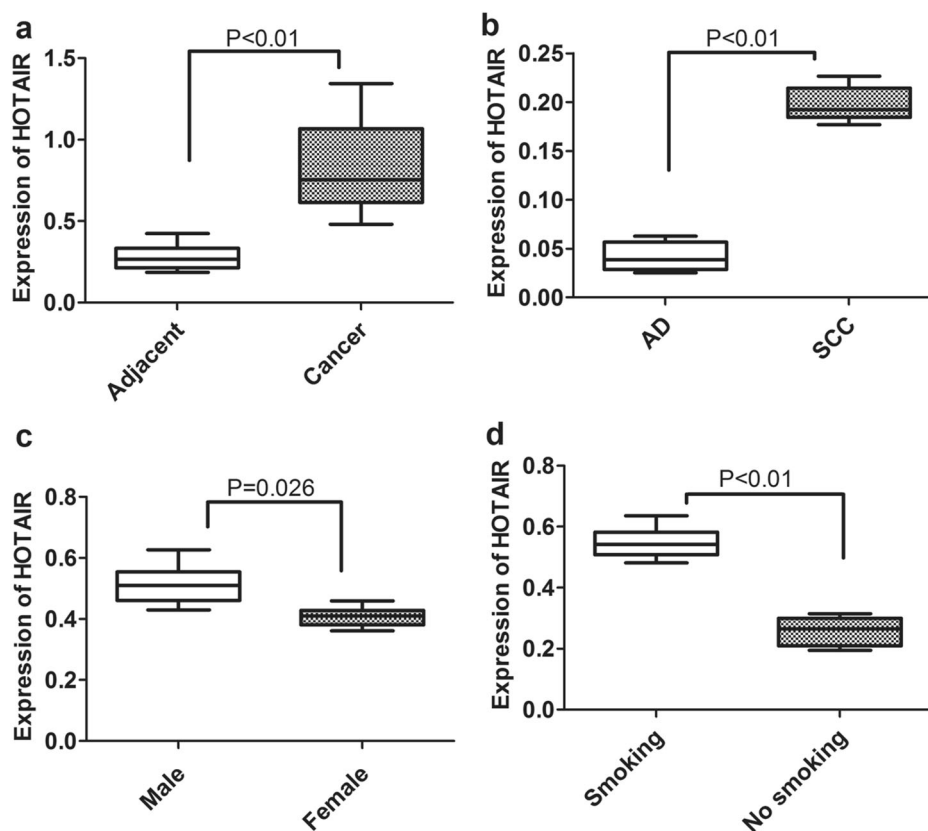 a
P<0.01
Expression of HOTAIR
1.5
1.0
0.5
0.0
Adjacent
Cancer
b
P<0.01
Expression of HOTAIR
0.25
0.20
0.15
0.10
0.05
0.00
AD
SCC
c
P=0.026
Expression of HOTAIR
0.8
0.6
0.4
0.2
0.0
Male
Female
d
P<0.01
Expression of HOTAIR
0.8
0.6
0.4
0.2
0.0
Smoking
No smoking